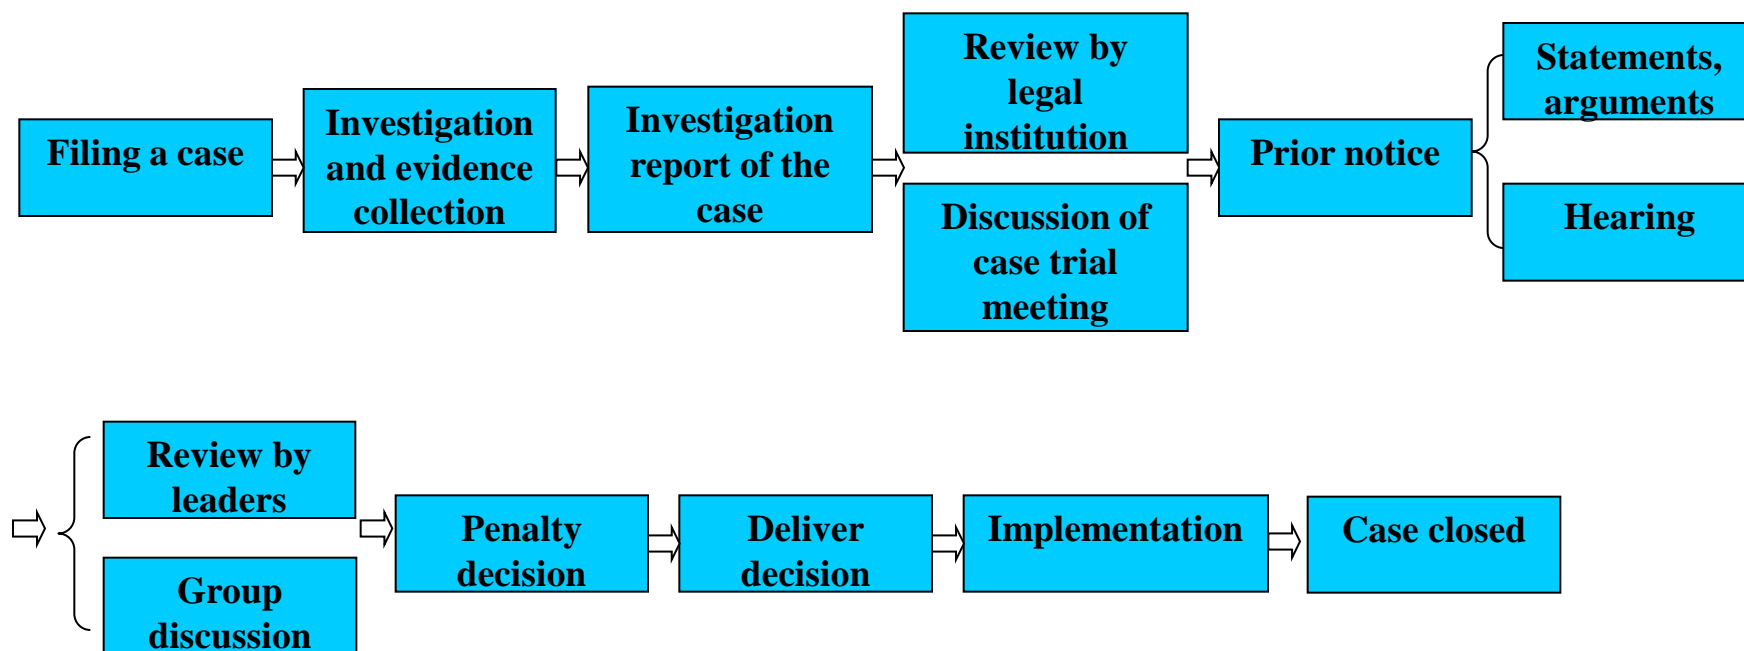 Filing a case
Investigation
and evidence
collection
Investigation
report of the
case
Review by
legal
institution
Discussion of
case trial
meeting
Prior notice
Statements,
arguments
Hearing
Review by
leaders
Group
discussion
Penalty
decision
Deliver
decision
Implementation
Case closed